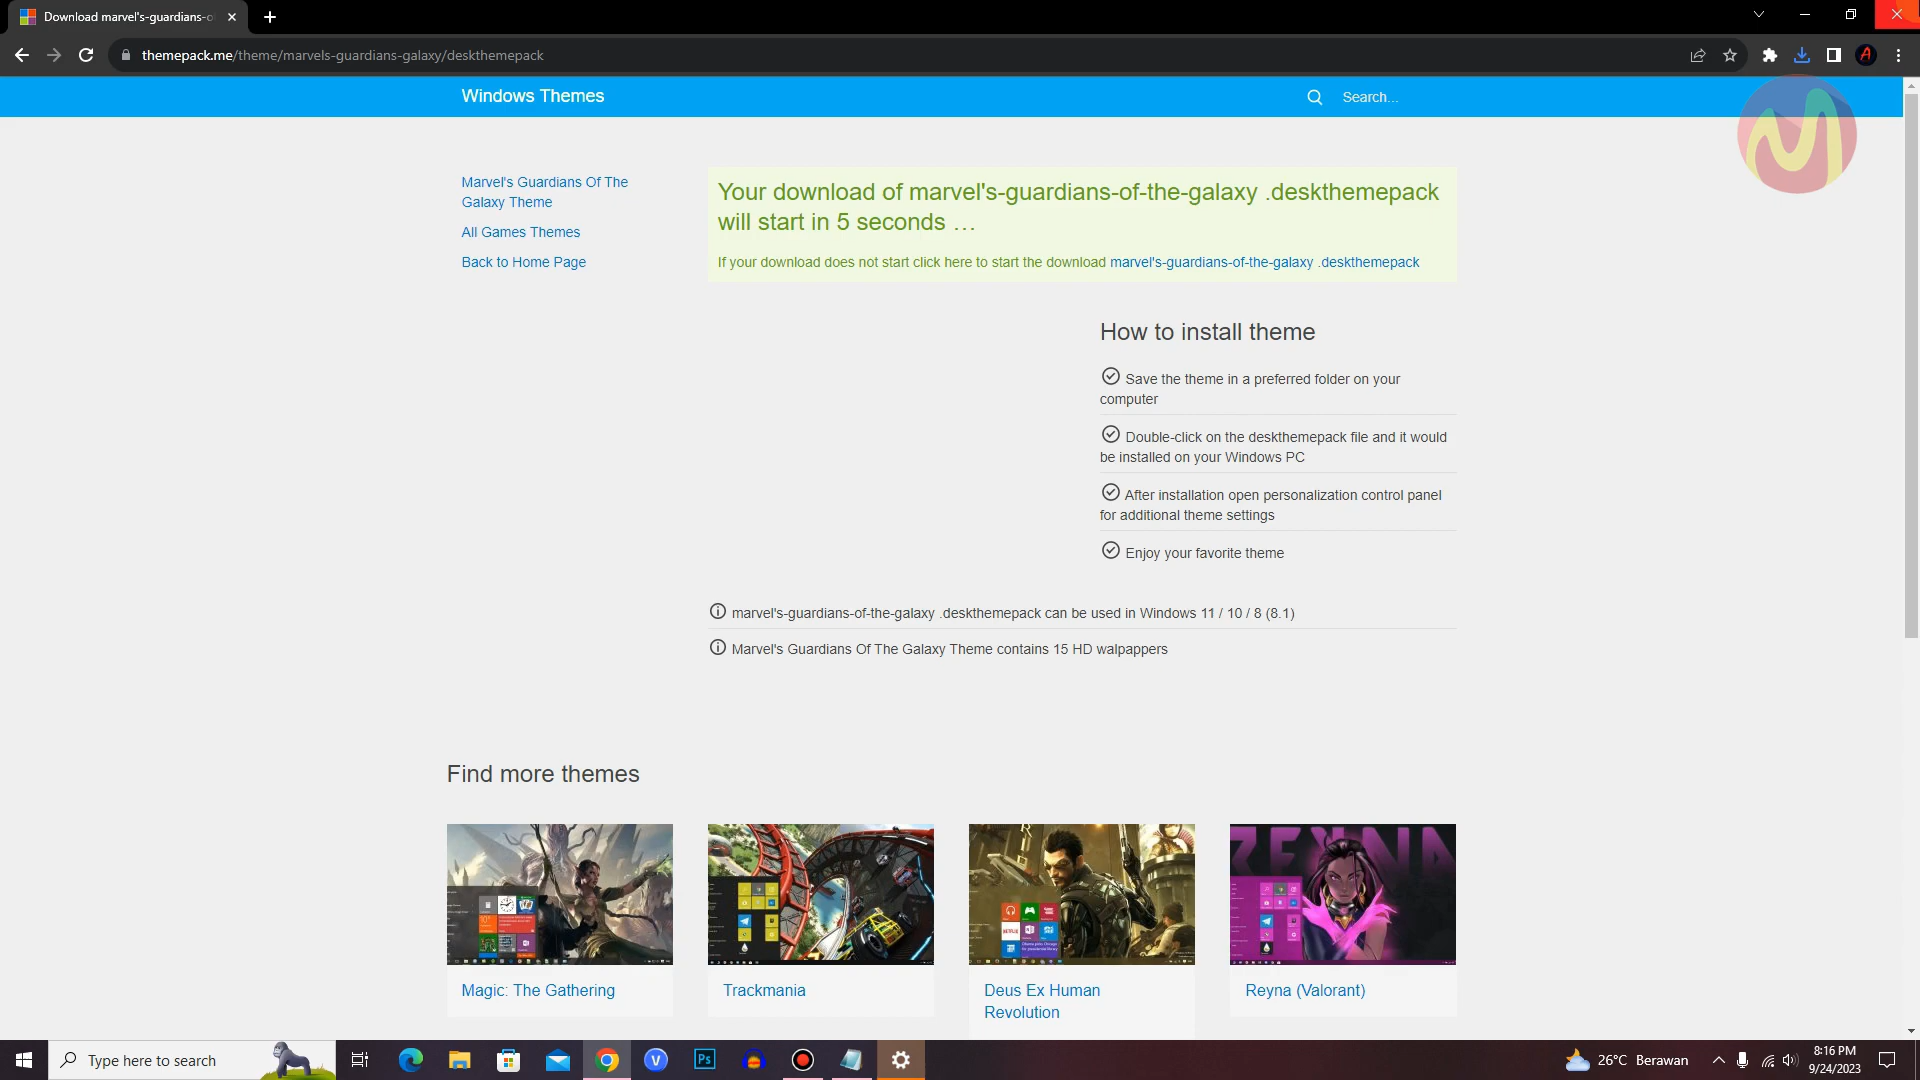 Download marvel's-guardians-o
themepack.me/theme/marvels-guardians-galaxy/deskthemepack
Windows Themes
Search...
Marvel's Guardians Of The
Galaxy Theme
All Games Themes
Back to Home Page
Your download of marvel's-guardians-of-the-galaxy .deskthemepack
will start in 5 seconds …
If your download does not start click here to start the download marvel's-guardians-of-the-galaxy .deskthemepack
How to install theme
Save the theme in a preferred folder on your
computer
Double-click on the deskthemepack file and it would
be installed on your Windows PC
After installation open personalization control panel
for additional theme settings
Enjoy your favorite theme
marvel's-guardians-of-the-galaxy .deskthemepack can be used in Windows 11 / 10 / 8 (8.1)
Marvel's Guardians Of The Galaxy Theme contains 15 HD walpappers
Find more themes
REYNA
Magic: The Gathering
Trackmania
Deus Ex Human
Revolution
Reyna (Valorant)
Type here to search
V
Ps
26°C Berawan
8:16 PM
9/24/2023